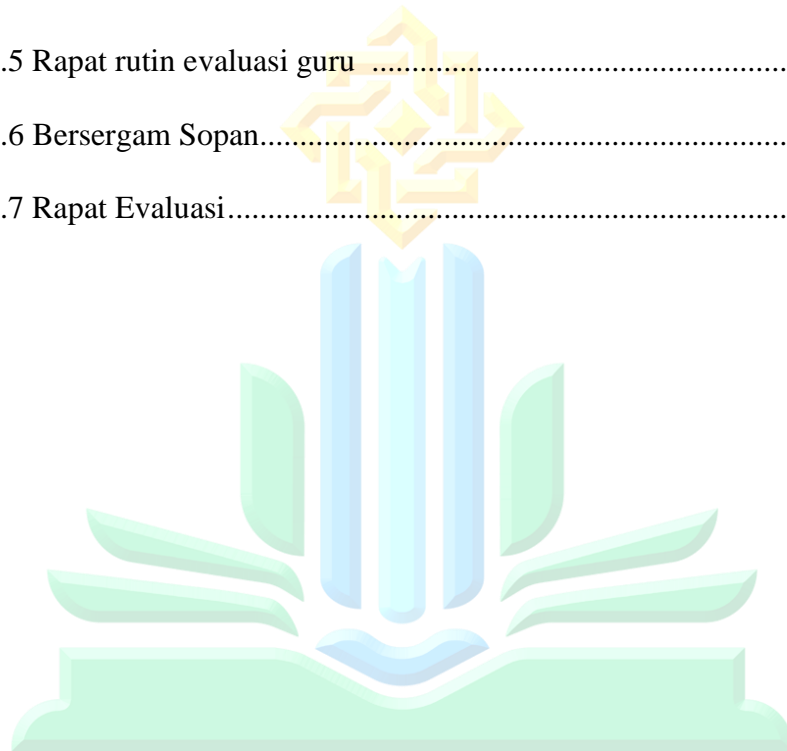 .5 Rapat rutin evaluasi guru ....................................................
.6 Bersergam Sopan..................................................................
.7 Rapat Evaluasi......................................................................